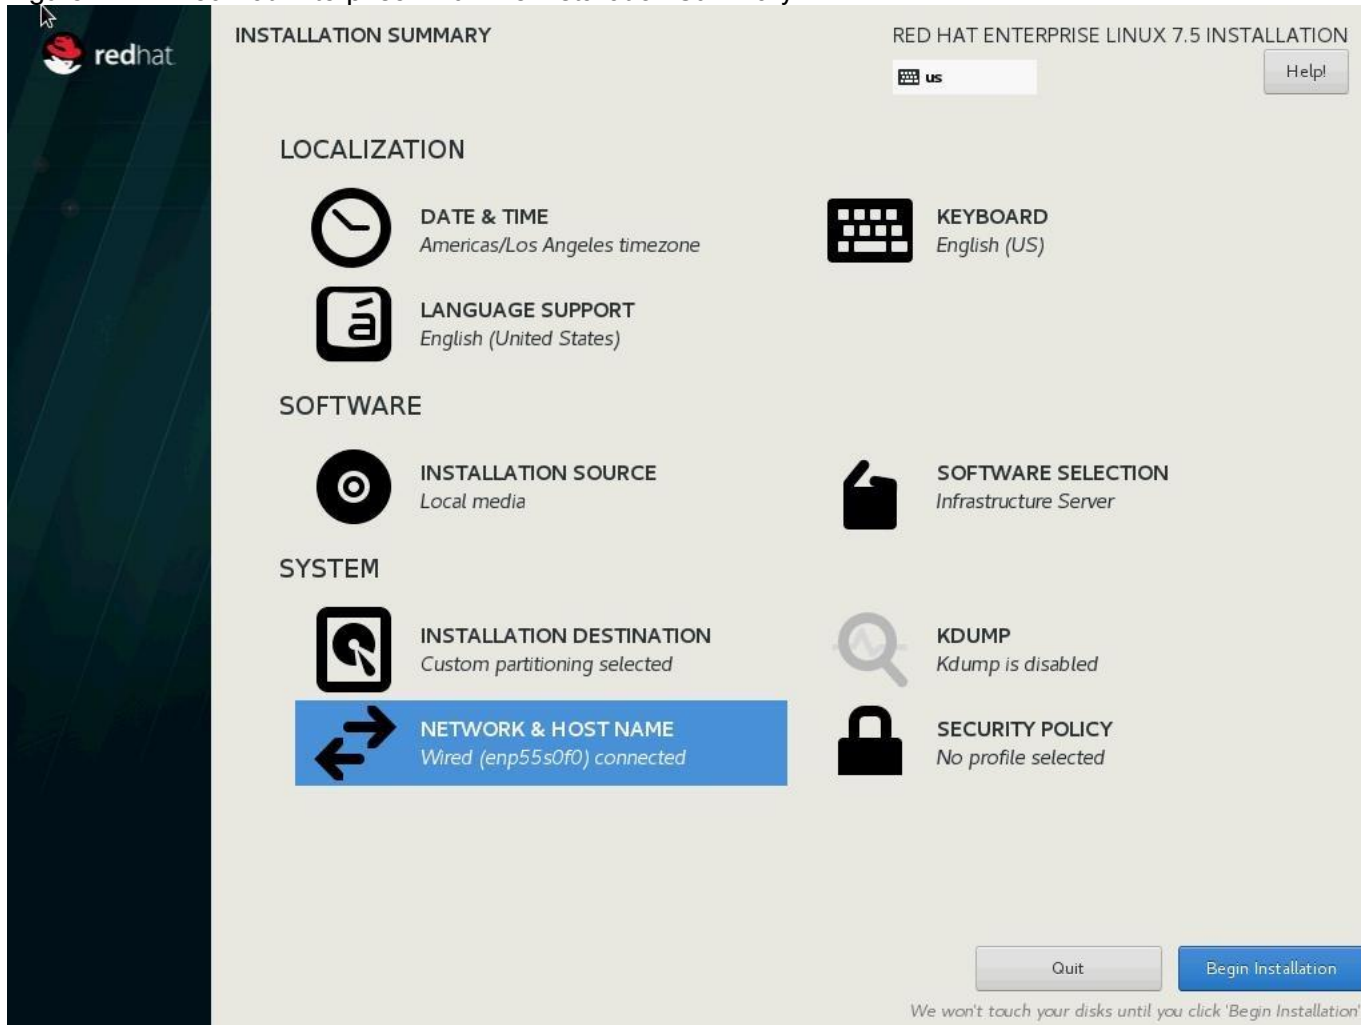 redhat
INSTALLATION SUMMARY
RED HAT ENTERPRISE LINUX 7.5 INSTALLATION
us
Help!
LOCALIZATION
DATE & TIME
Americas/Los Angeles timezone
KEYBOARD
English (US)
á
LANGUAGE SUPPORT
English (United States)
SOFTWARE
INSTALLATION SOURCE
Local media
SOFTWARE SELECTION
Infrastructure Server
SYSTEM
INSTALLATION DESTINATION
Custom partitioning selected
KDUMP
Kdump is disabled
NETWORK & HOST NAME
Wired (enp55s0f0) connected
SECURITY POLICY
No profile selected
Quit
Begin Installation
We won't touch your disks until you click 'Begin Installation'